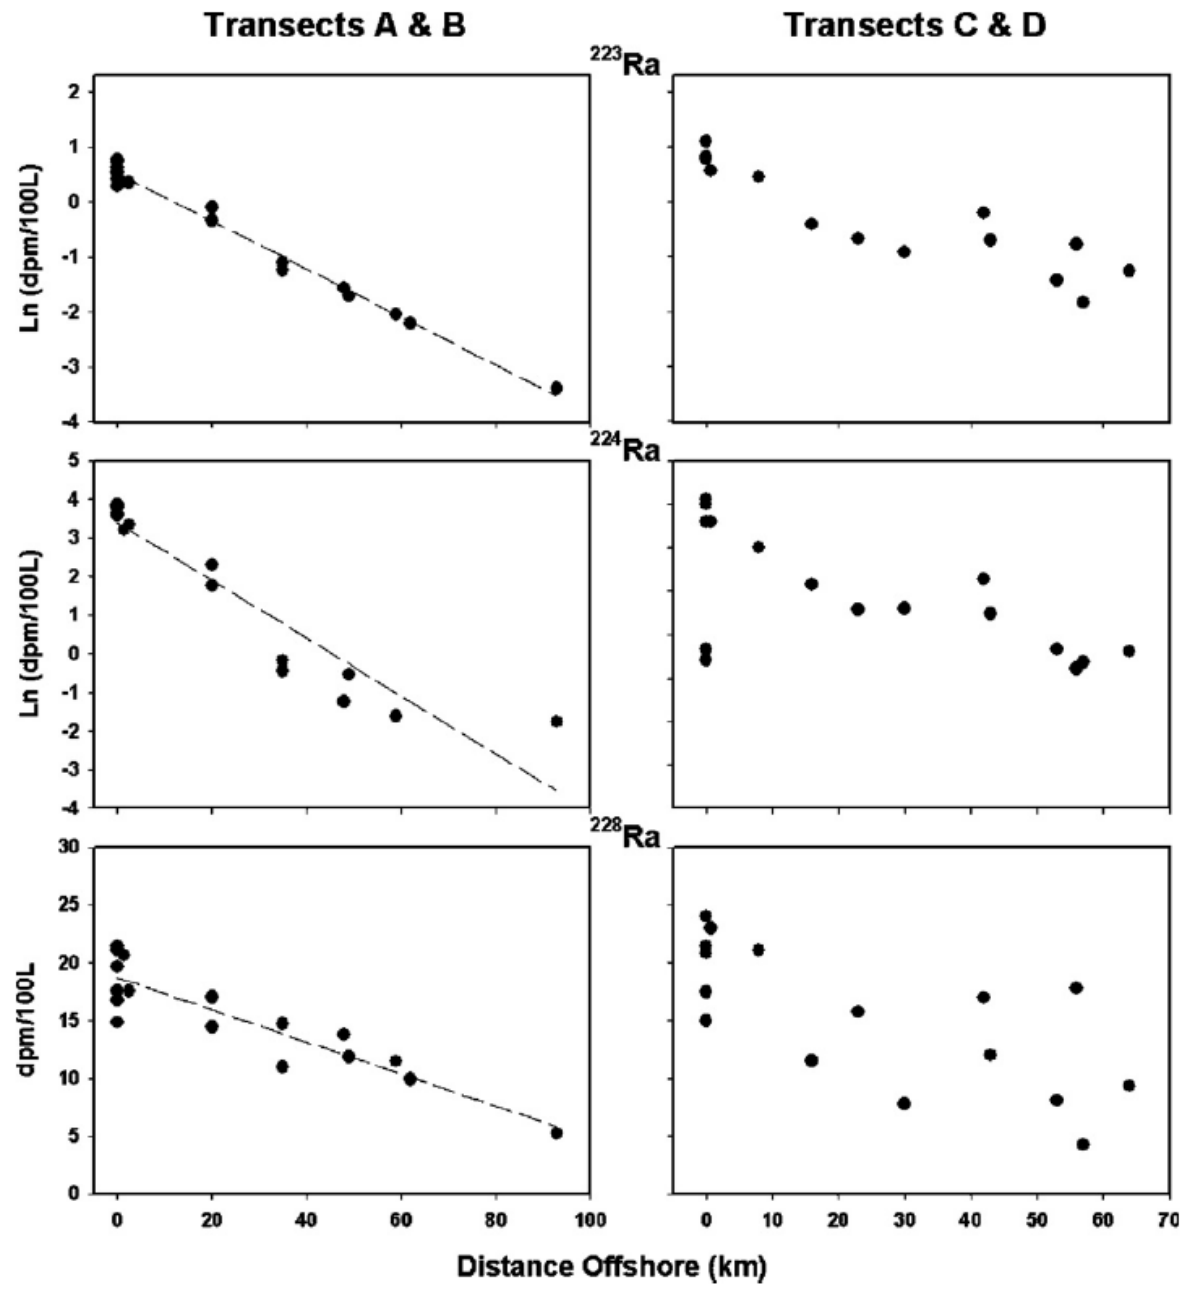 Transects A & B
Transects C & D
223Ra
2
1
0
-1
-2
-3
-4
Ln (dpm/100L)
224Ra
5
4
3
2
1
0
-1
-2
-3
-4
Ln (dpm/100L)
228Ra
30
25
20
15
10
5
0
dpm/100L
0 20 40 60 80 100
0 10 20 30 40 50 60 70
Distance Offshore (km)